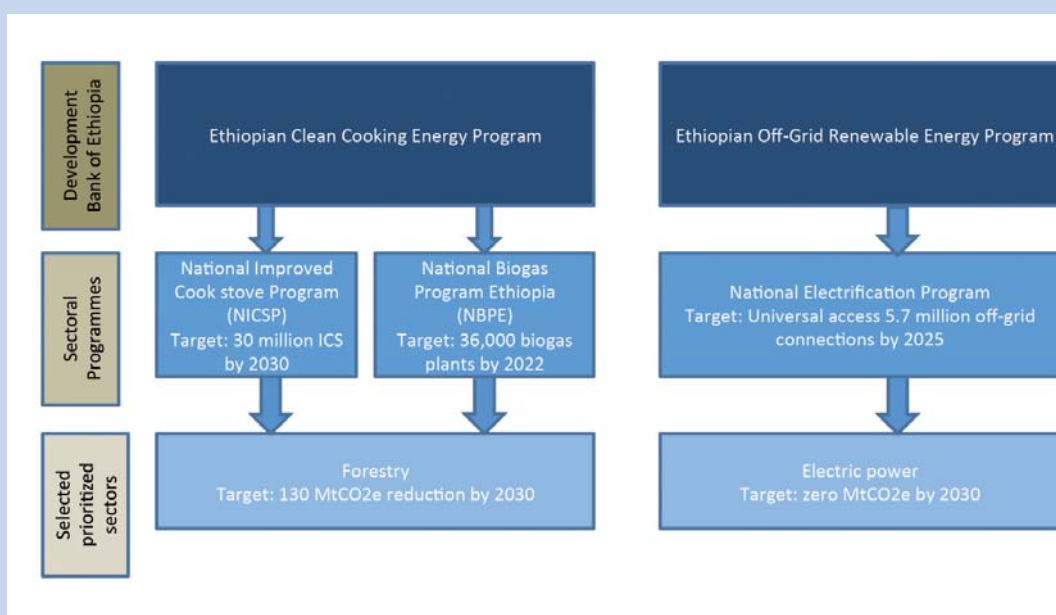 Development
Bank of Ethiopia
Ethiopian Clean Cooking Energy Program
Ethiopian Off-Grid Renewable Energy Program
Sectoral
Programmes
National Improved
Cook stove Program
(NICSP)
Target: 30 million ICS
by 2030
National Biogas
Program Ethiopia
(NBPE)
Target: 36,000 biogas
plants by 2022
National Electrification Program
Target: Universal access 5.7 million off-grid
connections by 2025
Selected
prioritized
sectors
Forestry
Target: 130 MtCO2e reduction by 2030
Electric power
Target: zero MtCO2e by 2030